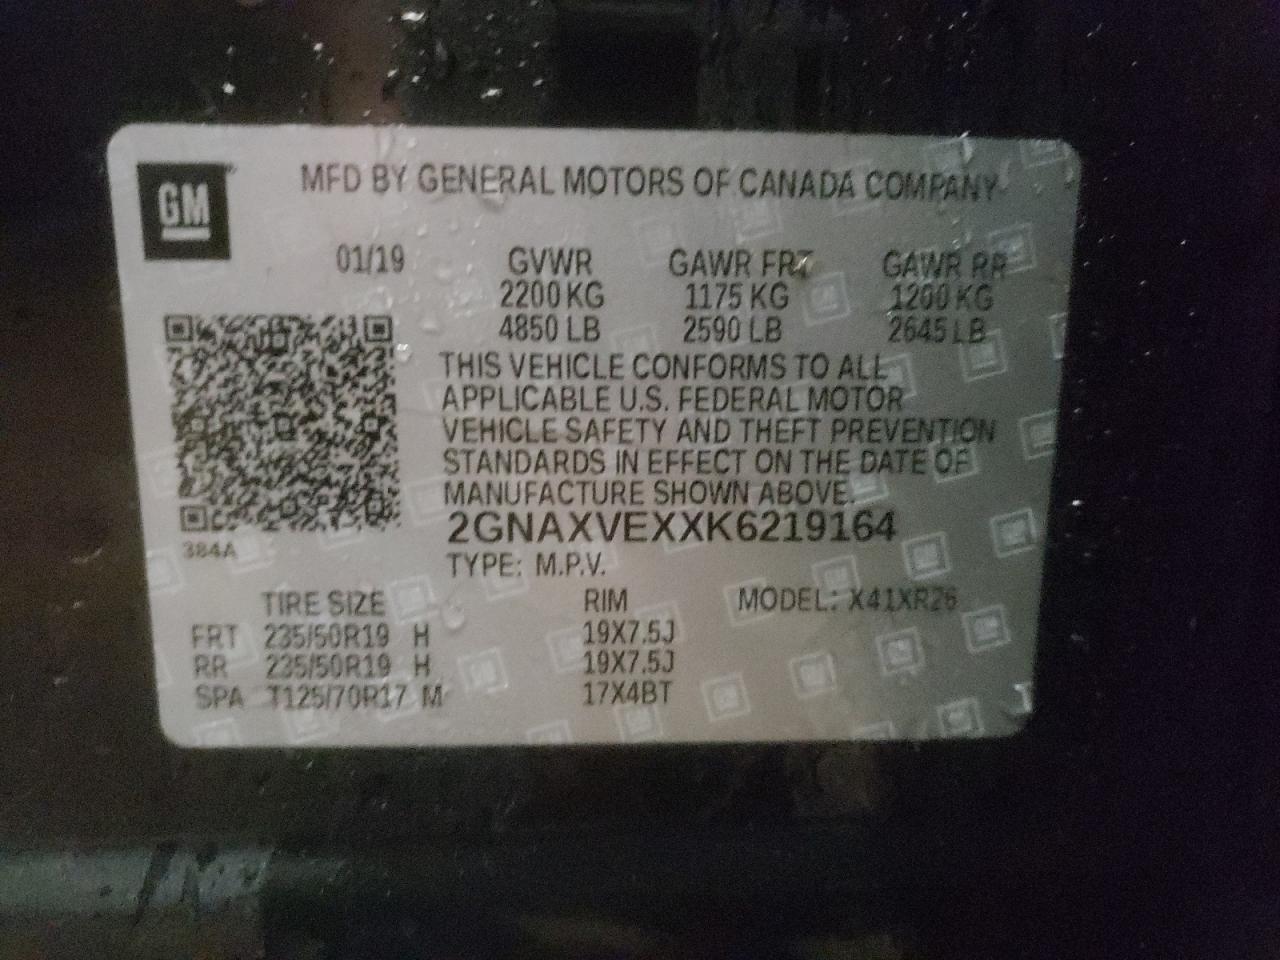 GM
MFD BY GENERAL MOTORS OF CANADA COMPANY
01/19 GVWR GAWR FRT GAWR RR
2200 KG 1175 KG 1200 KG
4850 LB 2590 LB 2645 LB
THIS VEHICLE CONFORMS TO ALL
APPLICABLE U.S. FEDERAL MOTOR
VEHICLE SAFETY AND THEFT PREVENTION
STANDARDS IN EFFECT ON THE DATE OF
MANUFACTURE SHOWN ABOVE.
2GNAXVEXXK6219164
384A
TYPE: M.P.V.
TIRE SIZE RIM MODEL: X41XR26
FRT 235/50R19 H 19X7.5J
RR 235/50R19 H 19X7.5J
SPA T125/70R17 M 17X4BT